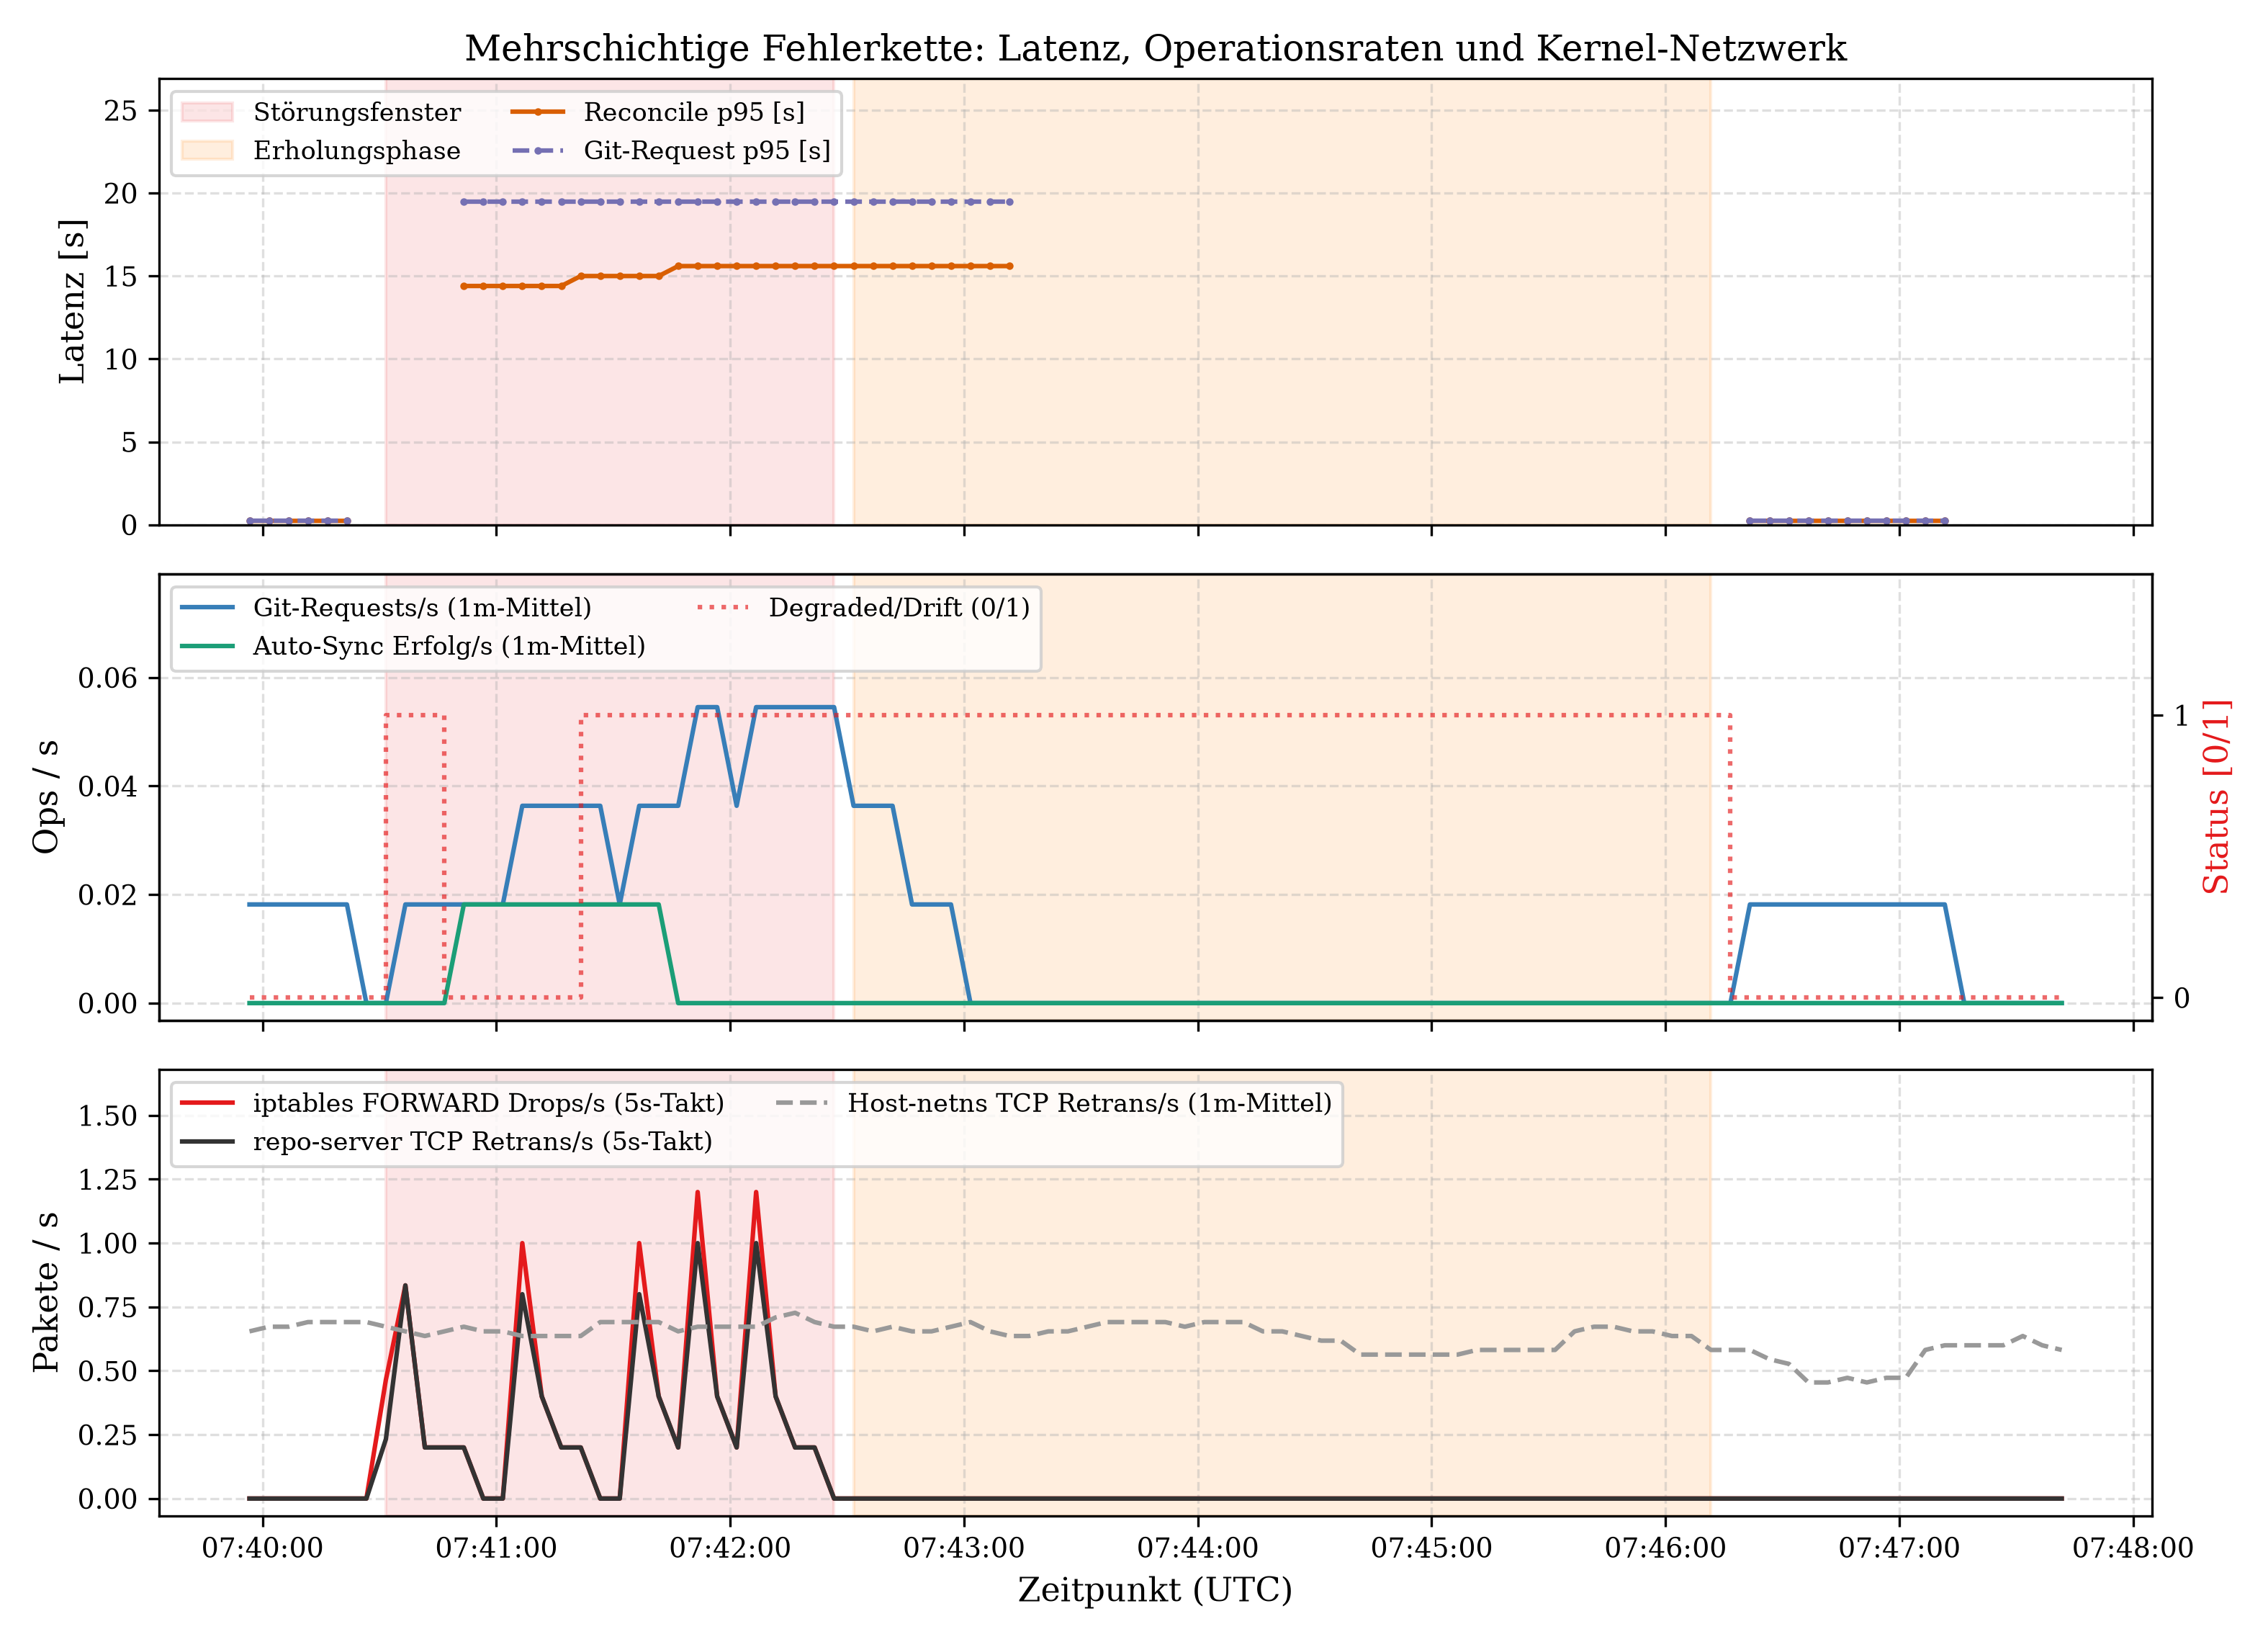 Mehrschichtige Fehlerkette: Latenz, Operationsraten und Kernel-Netzwerk
Latenz [s]
25
20
15
10
5
0
Störungsfenster
Erholungsphase
Reconcile p95 [s]
Git-Request p95 [s]
Ops / s
0.06
0.04
0.02
0.00
Git-Requests/s (1m-Mittel)
Auto-Sync Erfolg/s (1m-Mittel)
Degraded/Drift (0/1)
1
0
Status [0/1]
Pakete / s
1.50
1.25
1.00
0.75
0.50
0.25
0.00
iptables FORWARD Drops/s (5s-Takt)
repo-server TCP Retrans/s (5s-Takt)
Host-netns TCP Retrans/s (1m-Mittel)
07:40:00 07:41:00 07:42:00 07:43:00 07:44:00 07:45:00 07:46:00 07:47:00 07:48:00
Zeitpunkt (UTC)